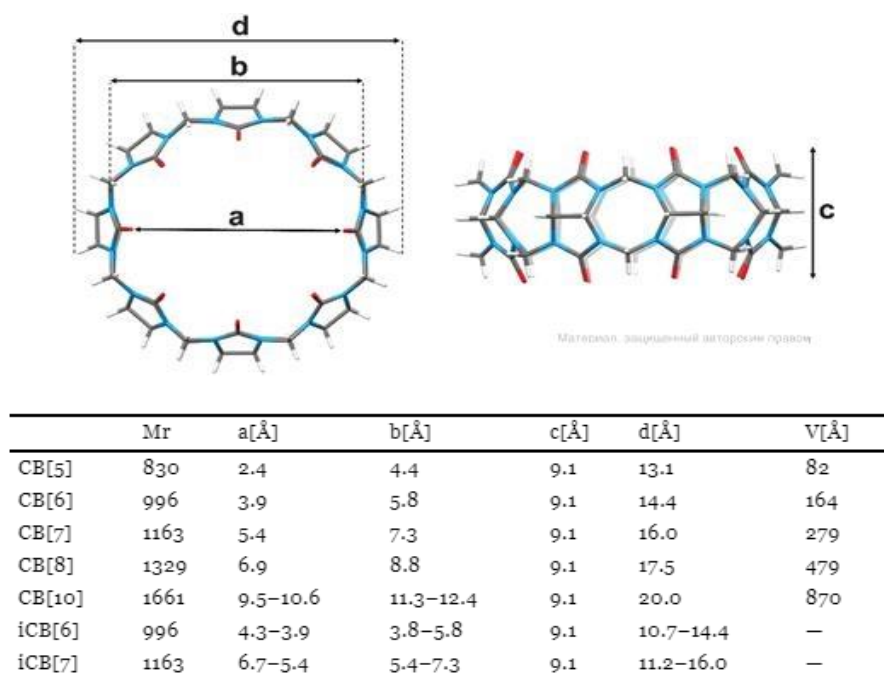 d
b
a
c
Материал, защищенный авторским правом
Mr a[Å] b[Å] c[Å] d[Å] V[Å]
CB[5] 830 2.4 4.4 9.1 13.1 82
CB[6] 996 3.9 5.8 9.1 14.4 164
CB[7] 1163 5.4 7.3 9.1 16.0 279
CB[8] 1329 6.9 8.8 9.1 17.5 479
CB[10] 1661 9.5–10.6 11.3–12.4 9.1 20.0 870
iCB[6] 996 4.3–3.9 3.8–5.8 9.1 10.7–14.4 —
iCB[7] 1163 6.7–5.4 5.4–7.3 9.1 11.2–16.0 —